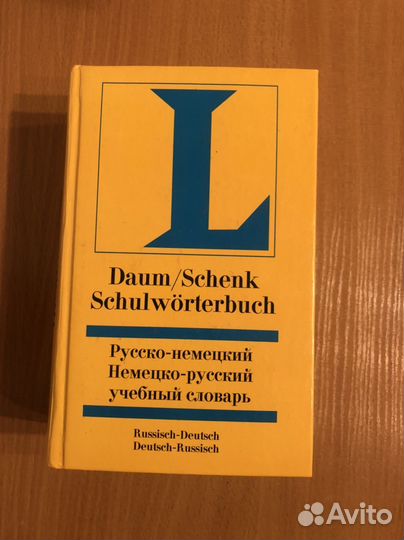 L
Daum/Schenk
Schulwörterbuch
Русско-немецкий
Немецко-русский
учебный словарь
Russisch-Deutsch
Deutsch-Russisch
Avito